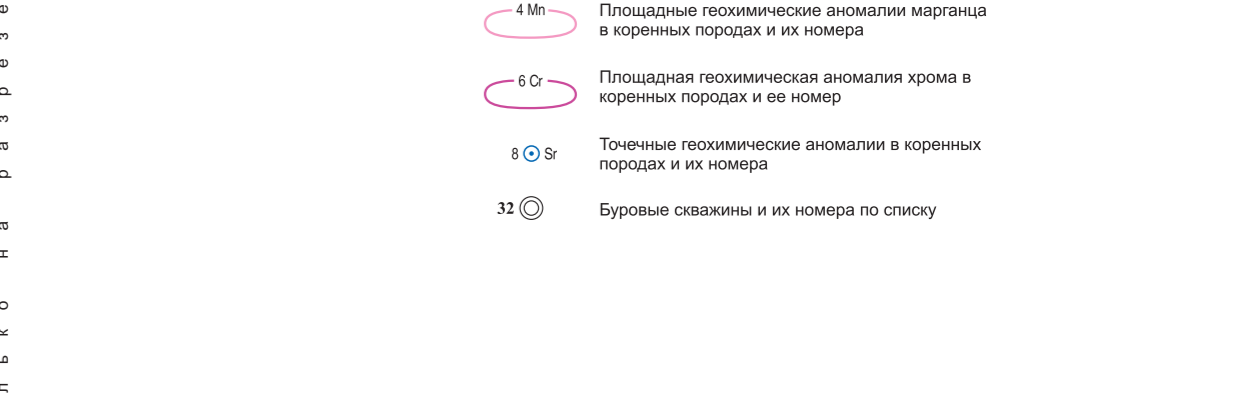 4 Mn
Площадные геохимические аномалии марганца
в коренных породах и их номера
6 Cr
Площадная геохимическая аномалия хрома в
коренных породах и ее номер
8 Sr
Точечные геохимические аномалии в коренных
породах и их номера
32
Буровые скважины и их номера по списку
л ь к о н а р а з р е з е